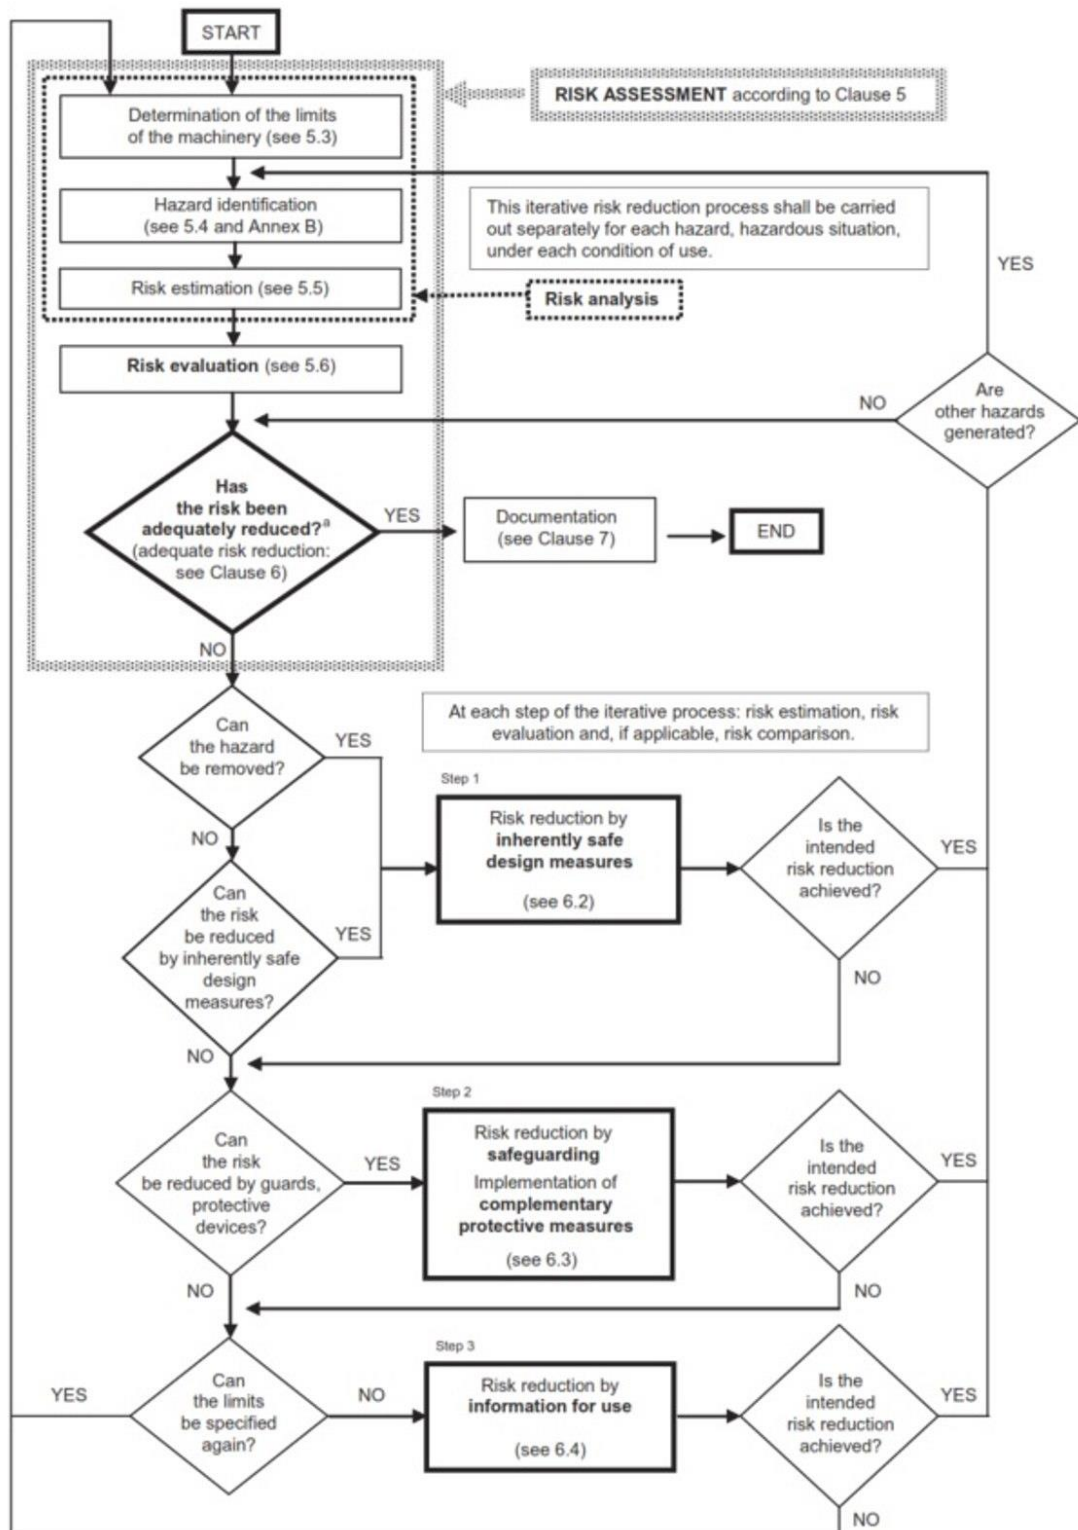 START
RISK ASSESSMENT according to Clause 5
Determination of the limits
of the machinery (see 5.3)
Hazard identification
(see 5.4 and Annex B)
This iterative risk reduction process shall be carried
out separately for each hazard, hazardous situation,
under each condition of use.
YES
Risk estimation (see 5.5)
Risk analysis
Risk evaluation (see 5.6)
Are
other hazards
generated?
NO
Has
the risk been
adequately reduced?a
(adequate risk reduction:
see Clause 6)
YES
Documentation
(see Clause 7)
END
NO
At each step of the iterative process: risk estimation, risk
evaluation and, if applicable, risk comparison.
Can
the hazard
be removed?
YES
NO
Step 1
Risk reduction by
inherently safe
design measures
(see 6.2)
Is the
intended
risk reduction
achieved?
YES
NO
Can
the risk
be reduced
by inherently safe
design
measures?
YES
NO
Step 2
Can
the risk
be reduced by guards,
protective
devices?
YES
Risk reduction by
safeguarding
Implementation of
complementary
protective measures
(see 6.3)
Is the
intended
risk reduction
achieved?
YES
NO
NO
Step 3
YES
Can
the limits
be specified
again?
NO
Risk reduction by
information for use
(see 6.4)
Is the
intended
risk reduction
achieved?
YES
NO